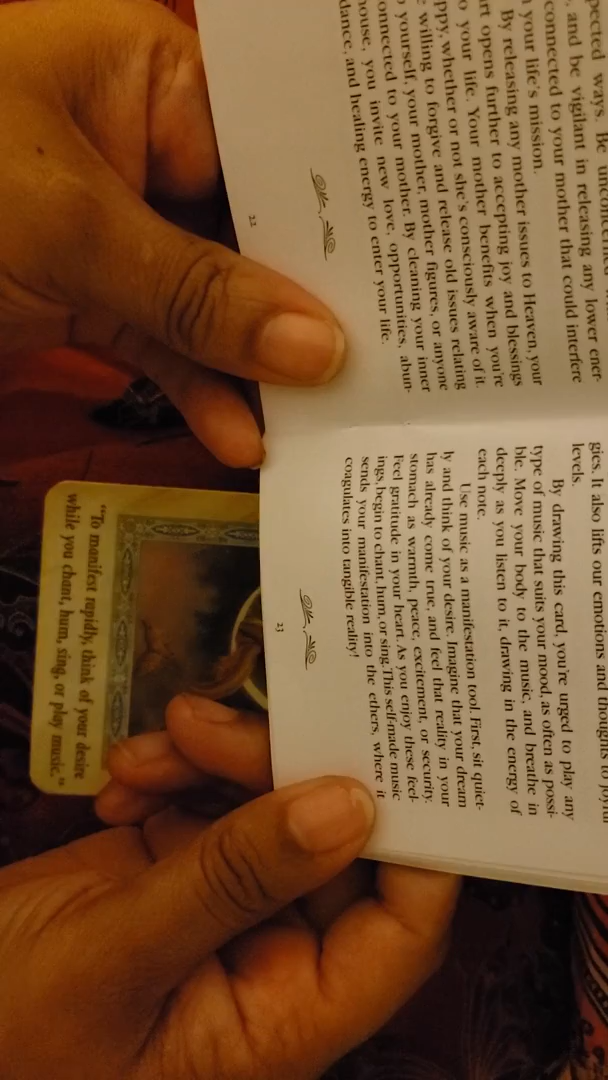 pected ways. Be
, and be vigilant in releasing any lower ener-
connected to your mother that could interfere
your life's mission.
By releasing any mother issues to Heaven, your
art opens further to accepting joy and blessings
o your life. Your mother benefits when you're
ppy, whether or not she's consciously aware of it.
e willing to forgive and release old issues relating
o yourself, your mother, mother figures, or anyone
onnected to your mother. By cleaning your inner
house, you invite new love, opportunities, abun-
dance, and healing energy to enter your life.
22
gies. It also lifts our emotions and thoughts to joyful
levels.
By drawing this card, you're urged to play any
type of music that suits your mood, as often as possi-
ble. Move your body to the music, and breathe in
deeply as you listen to it, drawing in the energy of
each note.
Use music as a manifestation tool. First, sit quiet-
ly and think of your desire. Imagine that your dream
has already come true, and feel that reality in your
stomach as warmth, peace, excitement, or security.
Feel gratitude in your heart. As you enjoy these feel-
ings, begin to chant, hum, or sing. This self-made music
sends your manifestation into the ethers, where it
coagulates into tangible reality!
23
"To manifest rapidly, think of your desire
while you chant, hum, sing, or play music."